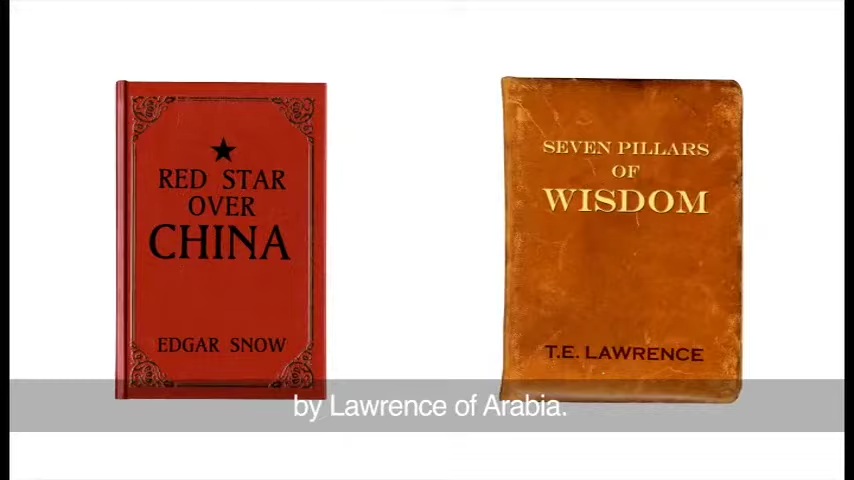 RED STAR
OVER
CHINA
EDGAR SNOW
SEVEN PILLARS
OF
WISDOM
T.E. LAWRENCE
by Lawrence of Arabia.